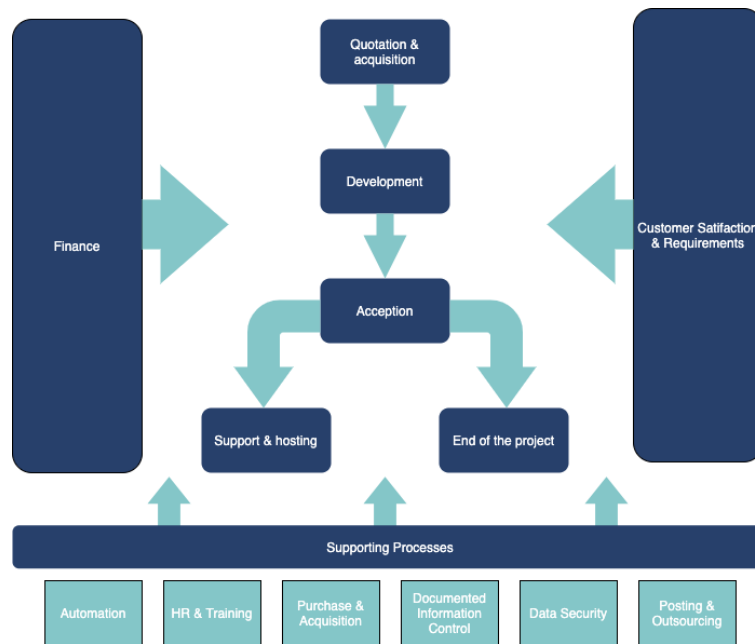 Quotation &
acquisition
Development
Finance
Customer Satifaction
& Requirements
Acception
Support & hosting
End of the project
Supporting Processes
Automation
HR & Training
Purchase &
Acquisition
Documented
Information
Control
Data Security
Posting &
Outsourcing